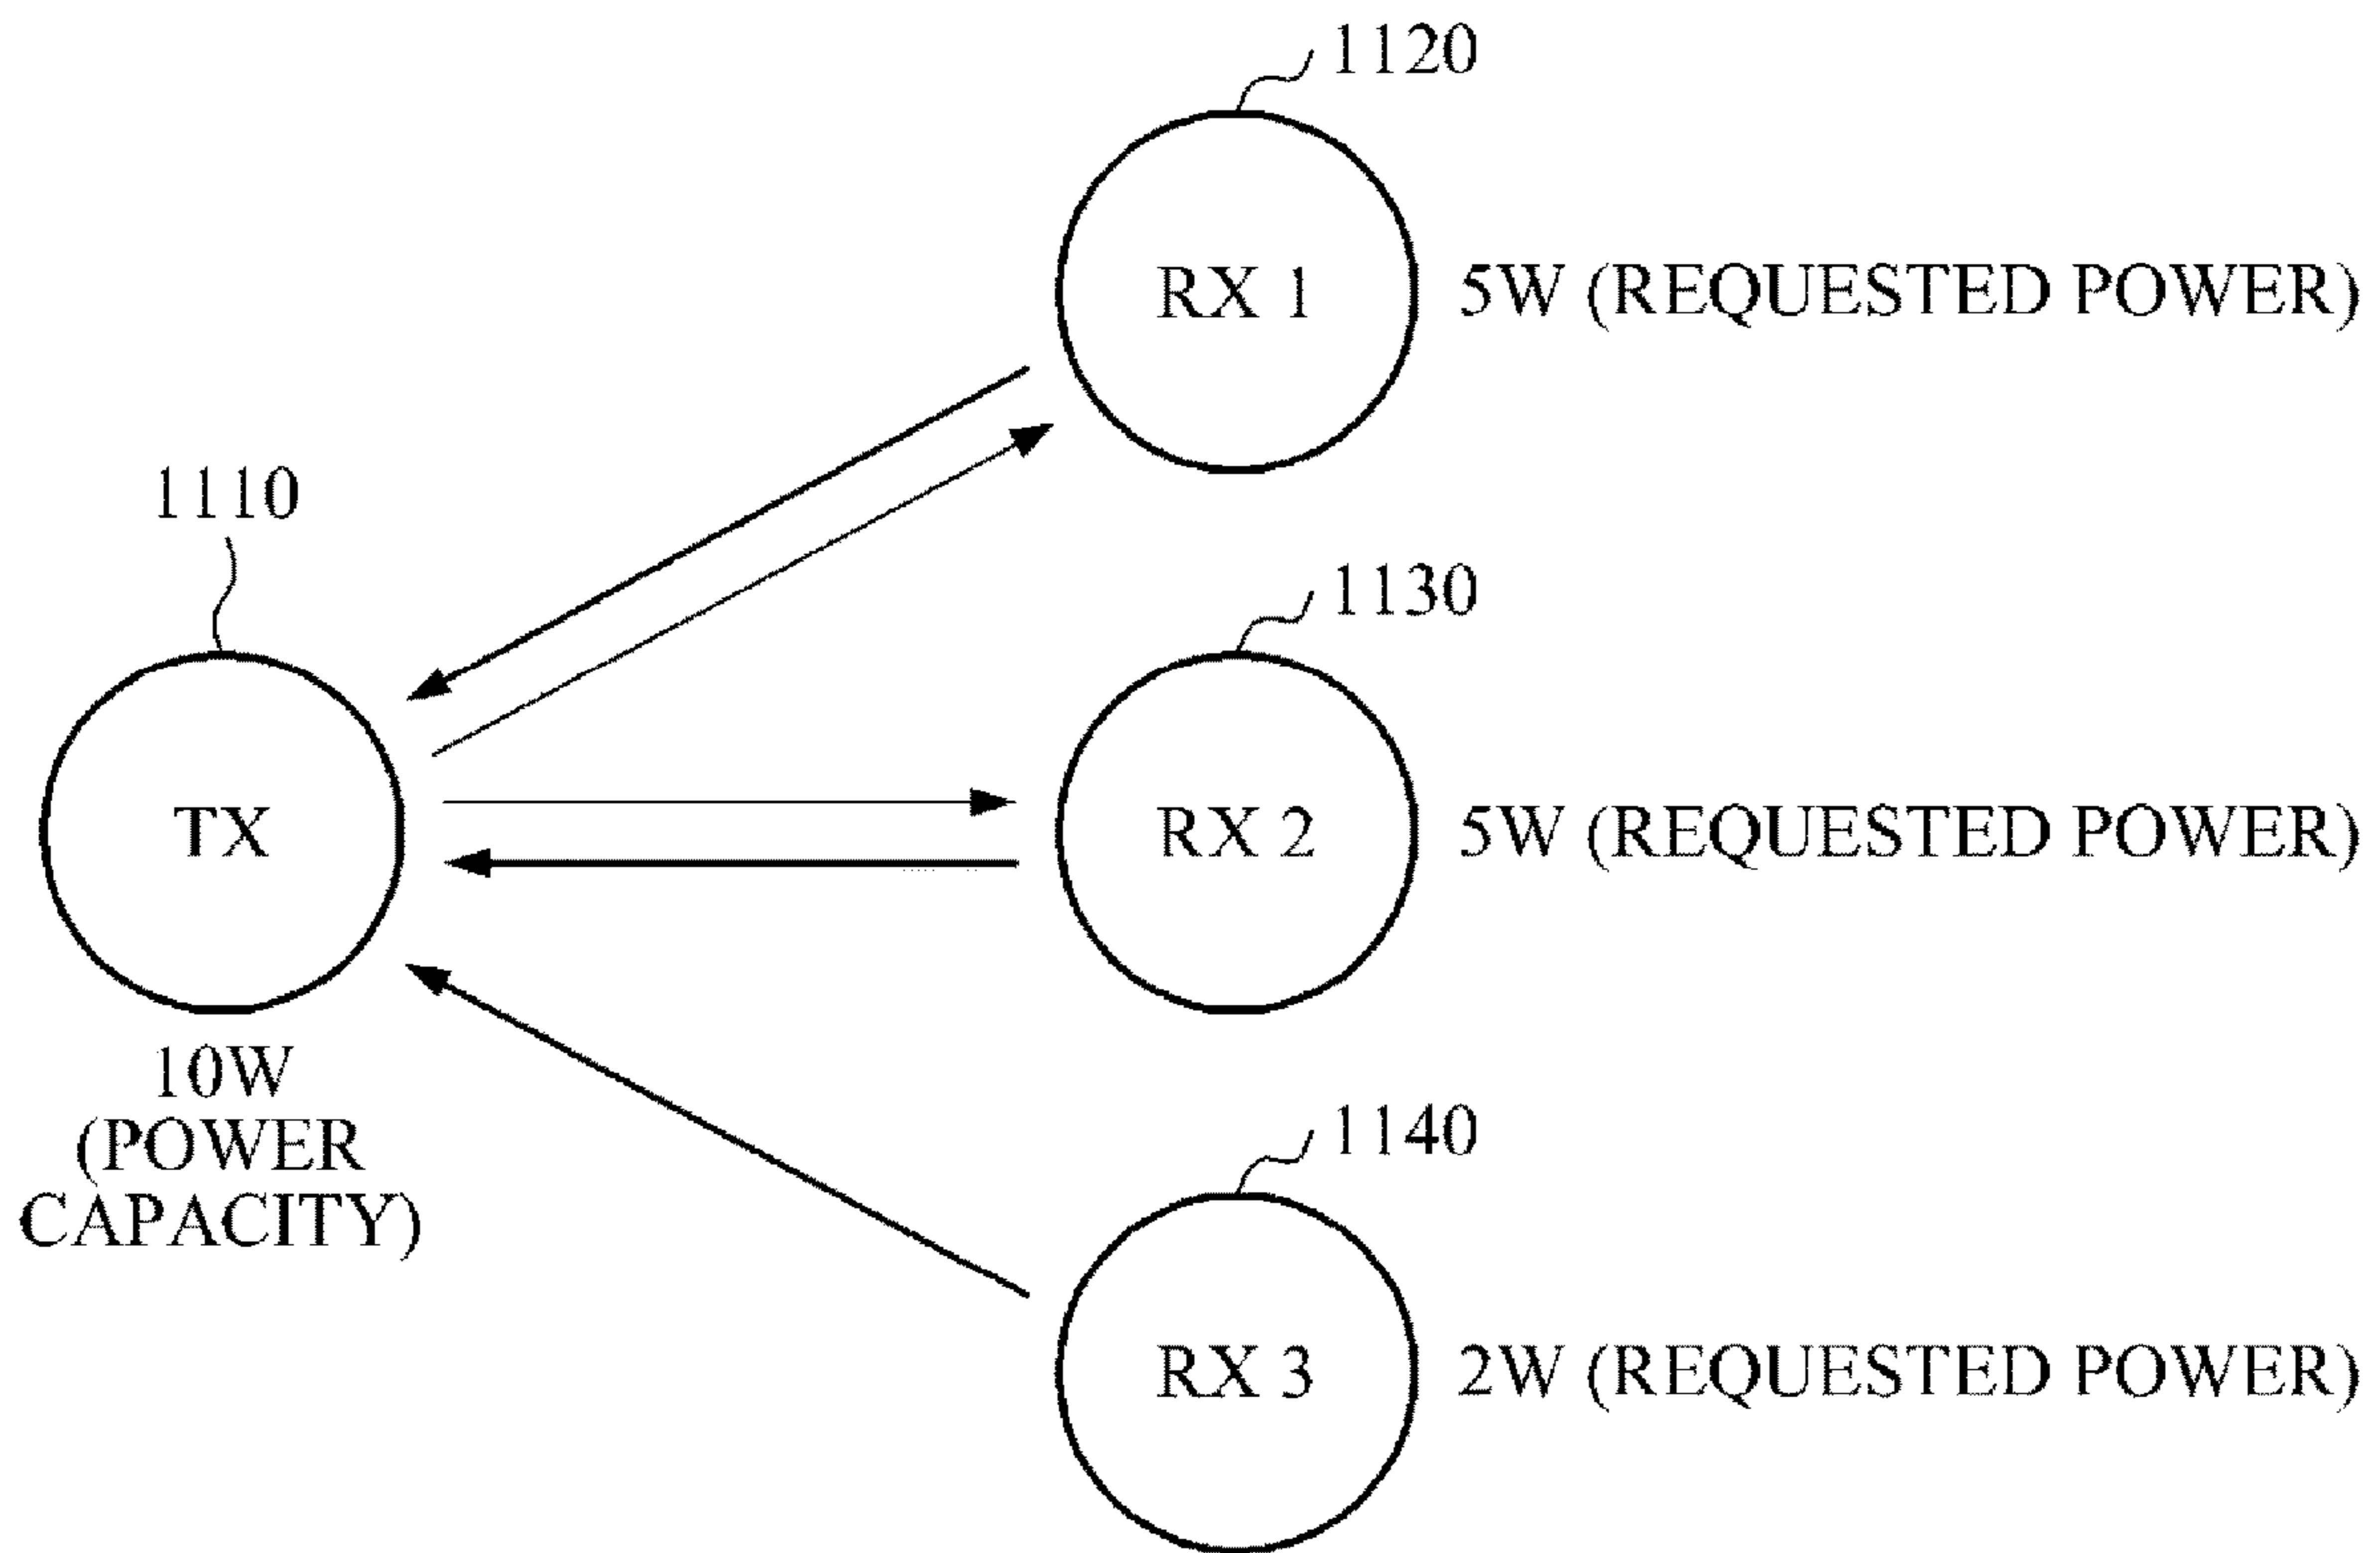 1120
RX 1
5W (REQUESTED POWER)
1110
1130
TX
RX 2
5W (REQUESTED POWER)
10W
(POWER
CAPACITY)
1140
RX 3
2W (REQUESTED POWER)